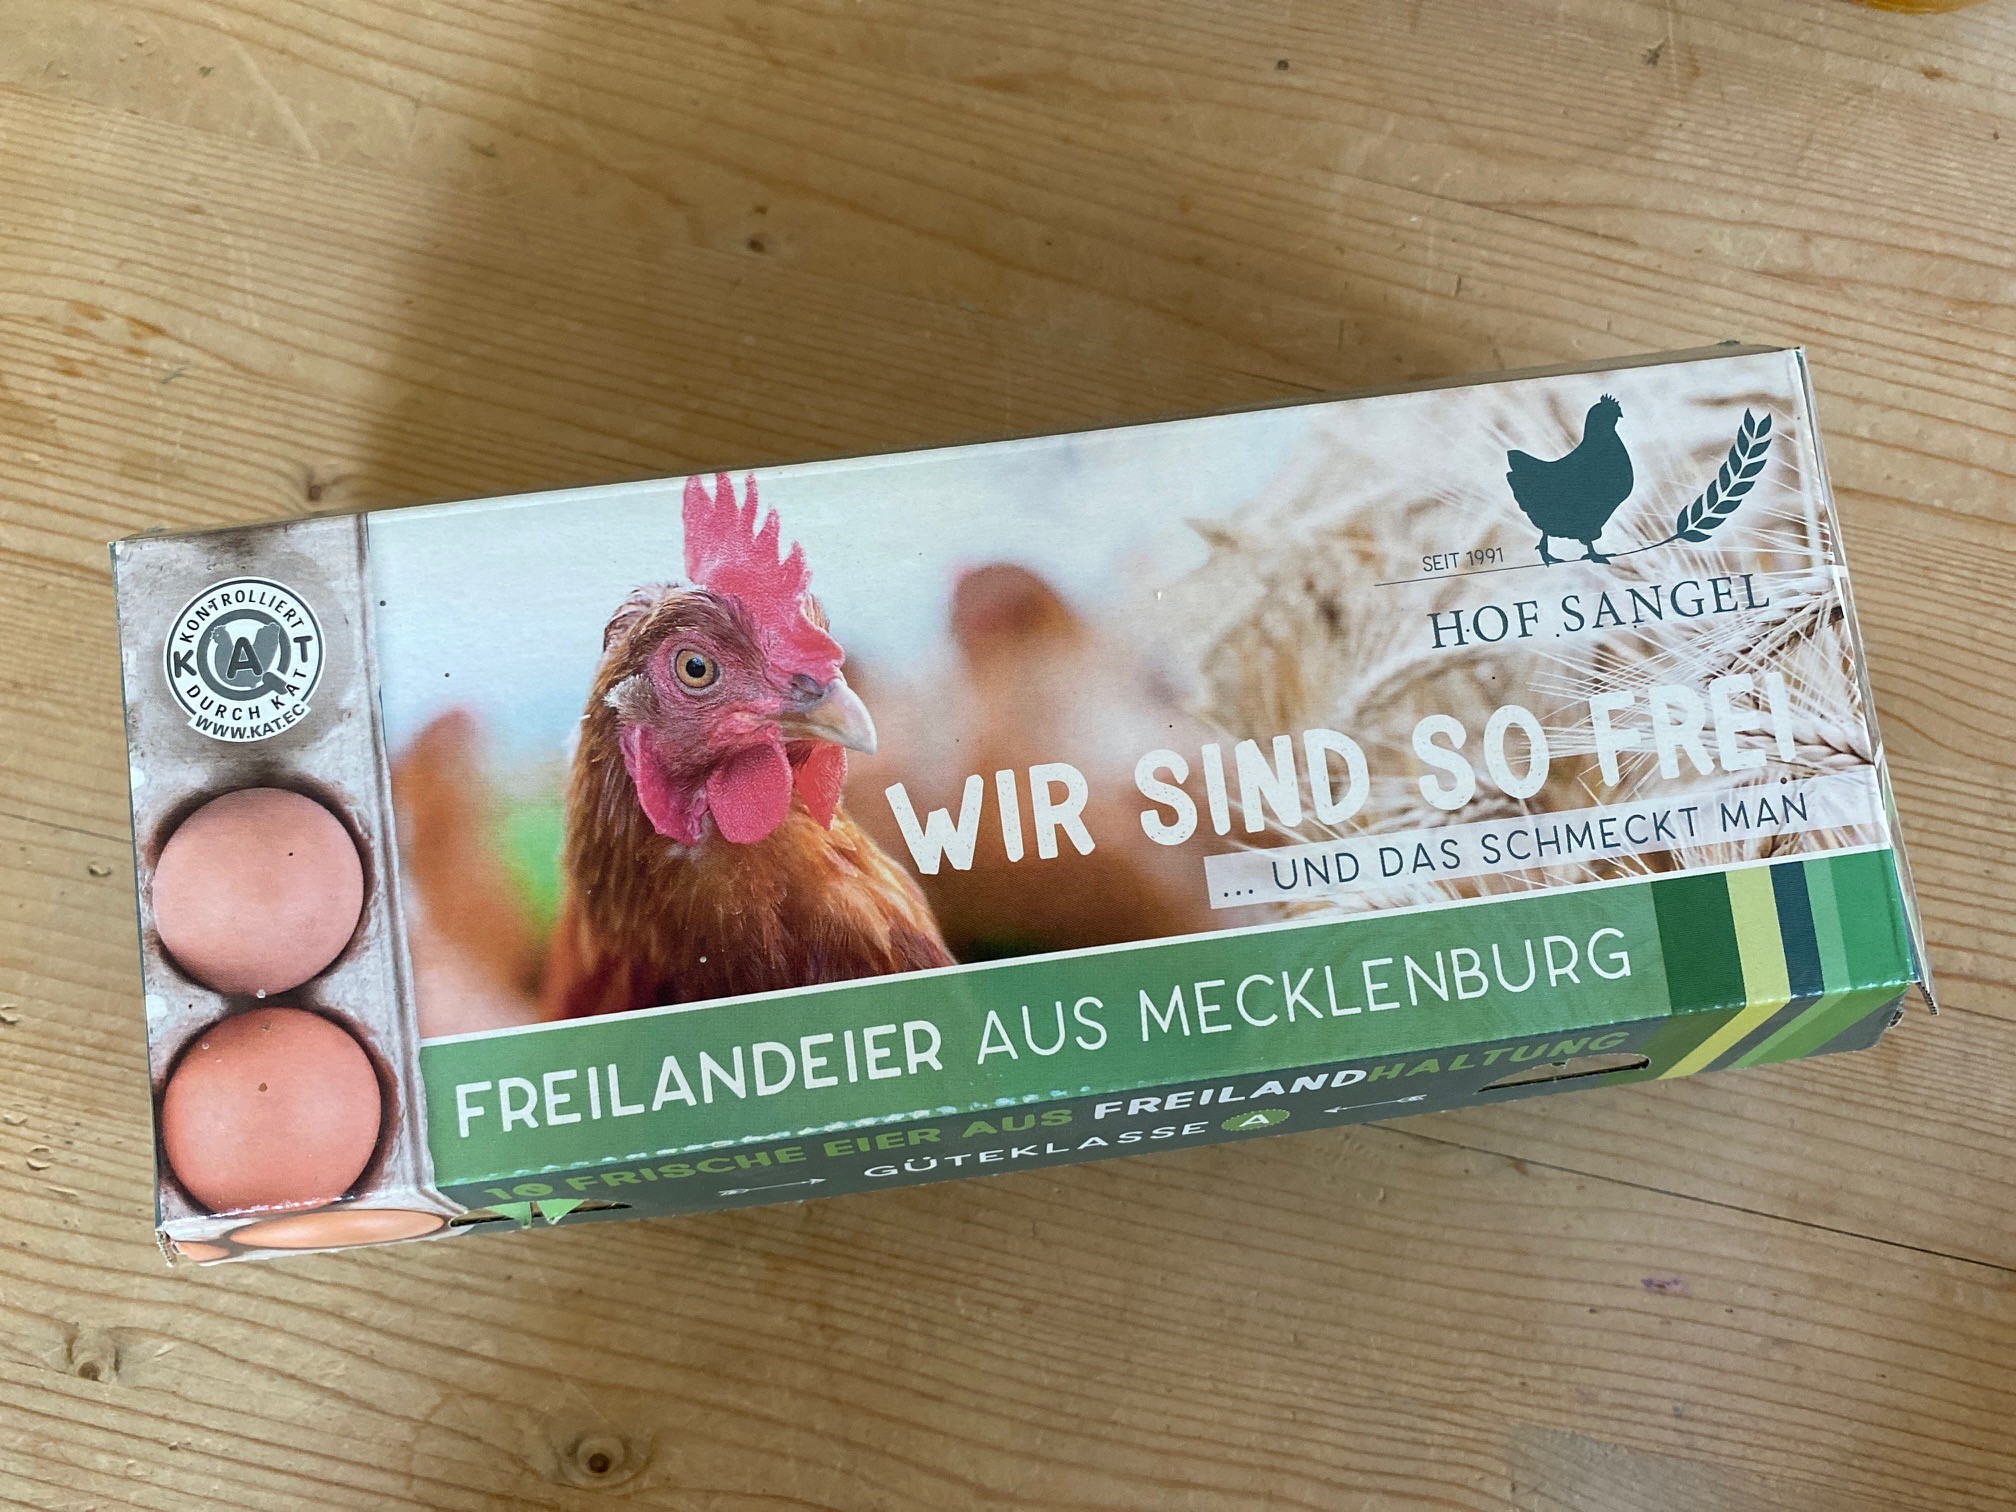 KONTROLLIERT
KAT
DURCH KAT
WWW.KAT.EC
SEIT 1991
HOF SANGEL
WIR SIND SO FREI
... UND DAS SCHMECKT MAN
FREILANDEIER AUS MECKLENBURG
10 FRISCHE EIER AUS FREILANDHALTUNG
GÜTEKLASSE A